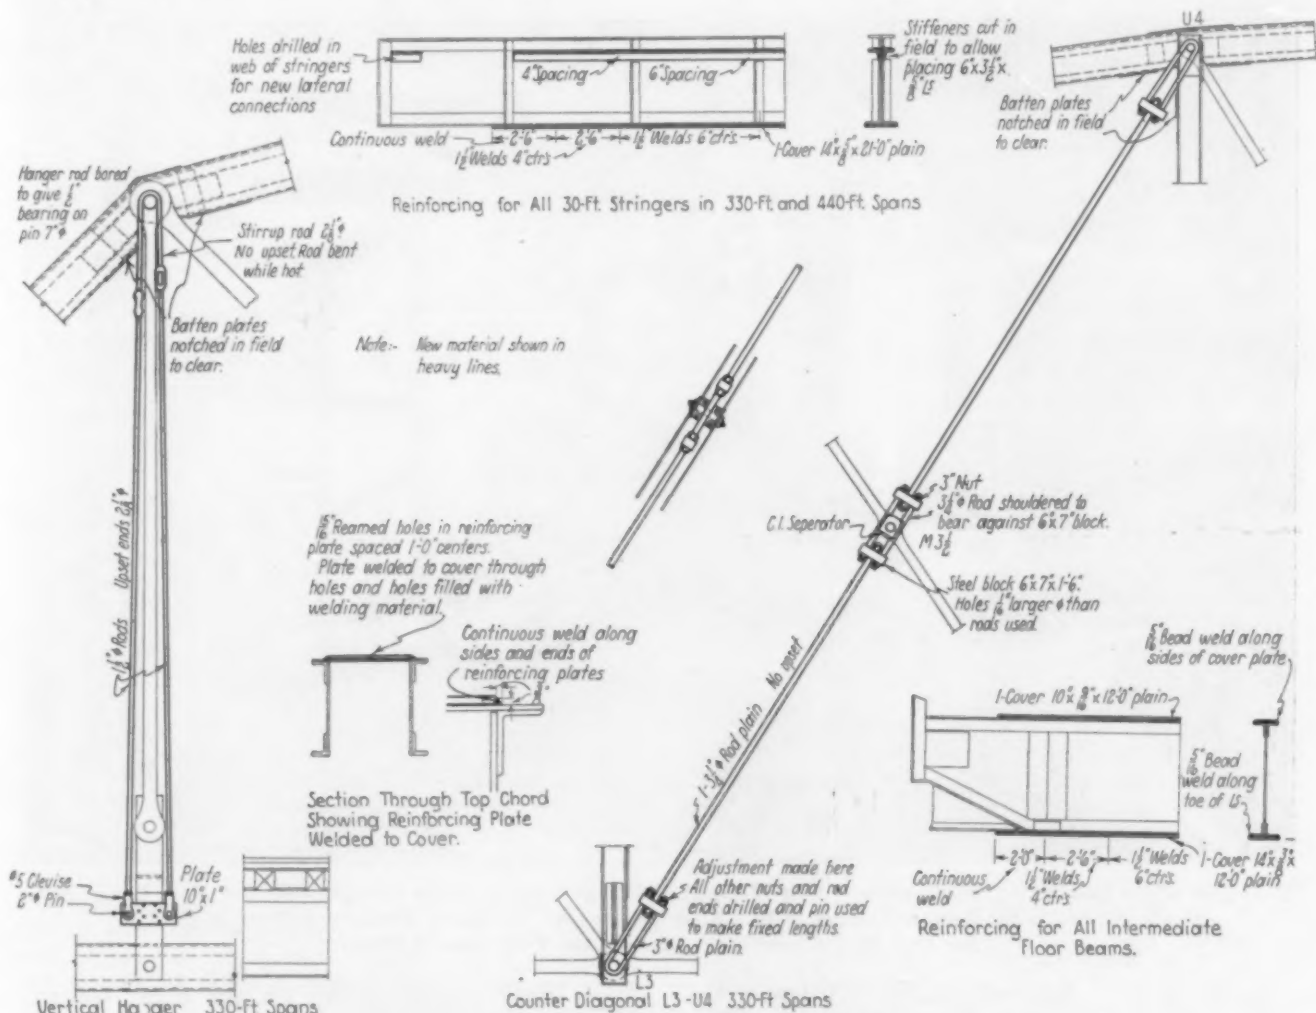 Holes drilled in
web of stringers
for new lateral
connections
4"Spacing
6"Spacing
Continuous weld
2'-6"
2'-6"
1½" Welds 6"ctrs.
1½" Welds 4"ctrs.
1-Cover 14"x⅝"x21'-0" plain
Reinforcing for All 30-Ft. Stringers in 330-Ft. and 440-Ft. Spans
Stiffeners cut in
field to allow
placing 6"x3½"x
⅝" Ls
U4
Batten plates
notched in field
to clear.
Hanger rod bored
to give
bearing on
pin 7"ϕ
Stirrup rod
No upset. Rod bent
while hot.
Batten plates
notched in field
to clear.
Note:- New material shown in
heavy lines.
Rods Upset ends
Reamed holes in reinforcing
plate spaced 1'-0" centers.
Plate welded to cover through
holes and holes filled with
welding material.
Continuous weld along
sides and ends of
reinforcing plates
Section Through Top Chord
Showing Reinforcing Plate
Welded to Cover.
C.I. Seperator
3" Nut
ϕ Rod shouldered to
bear against 6"x7" block.
M 3½
Steel block 6"x7"x1'-6".
Holes 1/16" larger ϕ than
rods used.
ϕ Rod plain No upset
Adjustment made here
All other nuts and rod
ends drilled and pin used
to make fixed lengths.
3"ϕ Rod plain.
L3
Counter Diagonal L3-U4 330-Ft Spans
5/16" Bead weld along
sides of cover plate
1-Cover 10"x 9/16"x12'-0" plain
5/16" Bead
weld along
toe of Ls
2'-0"
2'-6"
1½" Welds
6"ctrs.
1-Cover 14"x
12'-0" plain
Continuous
weld
1½" Welds
4"ctrs.
Reinforcing for All Intermediate
Floor Beams.
#5 Clevise
2"ϕ Pin
Plate
10"x1"
Vertical Hanger 330-Ft Spans